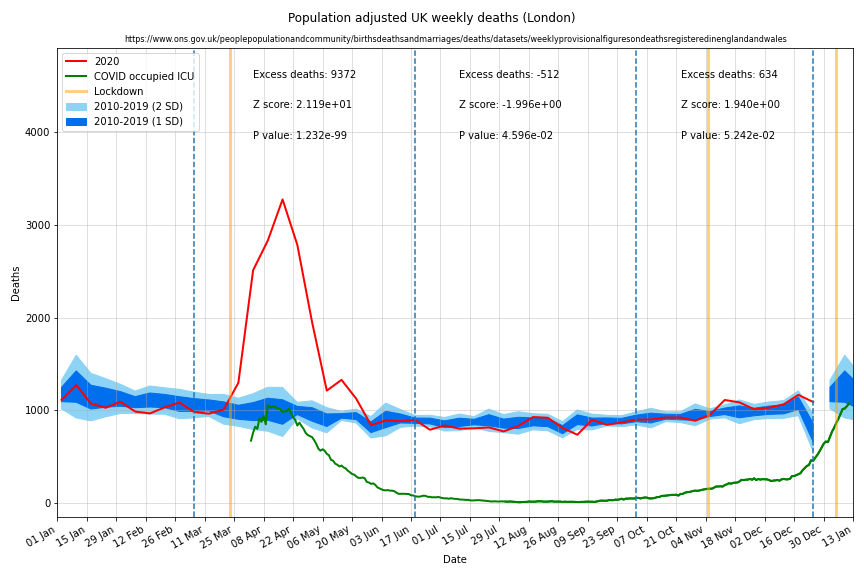 Population adjusted UK weekly deaths (London)
https://www.ons.gov.uk/peoplepopulationandcommunity/birthsdeathsandmarriages/deaths/datasets/weeklyprovisionalfiguresondeathsregisteredinenglandandwales
2020
COVID occupied ICU
Lockdown
2010-2019 (2 SD)
2010-2019 (1 SD)
Excess deaths: 9372
Z score: 2.119e+01
P value: 1.232e-99
Excess deaths: -512
Z score: -1.996e+00
P value: 4.596e-02
Excess deaths: 634
Z score: 1.940e+00
P value: 5.242e-02
Deaths
4000
3000
2000
1000
0
01 Jan
15 Jan
29 Jan
12 Feb
26 Feb
11 Mar
25 Mar
08 Apr
22 Apr
06 May
20 May
03 Jun
17 Jun
01 Jul
15 Jul
29 Jul
12 Aug
26 Aug
09 Sep
23 Sep
07 Oct
21 Oct
04 Nov
18 Nov
02 Dec
16 Dec
30 Dec
13 Jan
Date